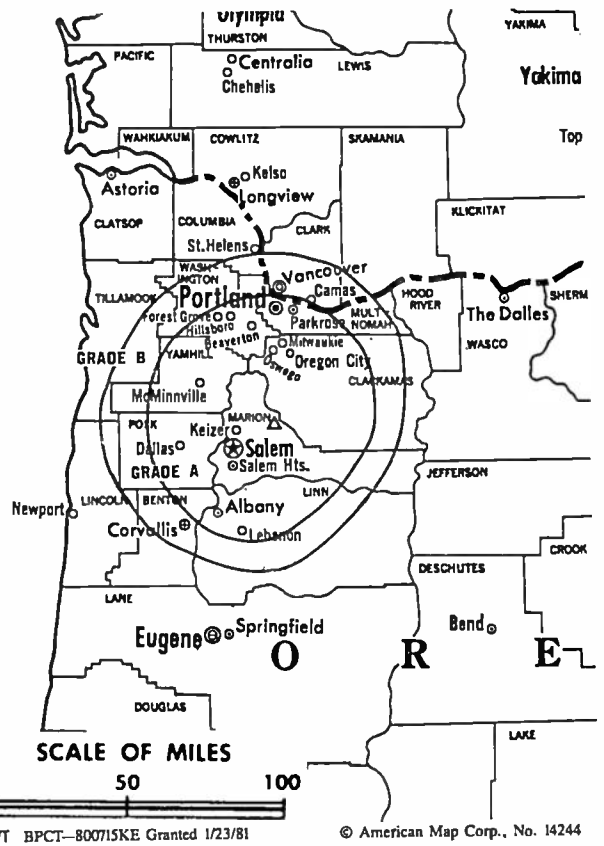 Olympia
THURSTON
YAKIMA
PACIFIC
Centralia
LEWIS
Chehalis
Yakima
WAHKIAKUM
COWLITZ
SKAMANIA
Top
Kelso
Astoria
Longview
KLICKITAT
CLATSOP
COLUMBIA
CLARK
St.Helens
WASH-
INGTON
Vancouver
TILLAMOOK
Camas
Portland
HOOD
RIVER
SHERM
Forest Grove
Parkrose
MULT
NOMAH
The Dalles
Hillsboro
Beaverton
Milwaukie
WASCO
GRADE B
YAMHILL
Oswego
Oregon City
CLACKAMAS
McMinnville
POLK
MARION
Keizer
Dallas
Salem
GRADE A
Salem Hts.
JEFFERSON
LINCOLN
BENTON
LINN
Newport
Albany
Corvallis
Lebanon
CROOK
DESCHUTES
LANE
Eugene
Springfield
Bend
O R E
DOUGLAS
LAKE
SCALE OF MILES
50 100
BPCT—800715KE Granted 1/23/81
© American Map Corp., No. 14244